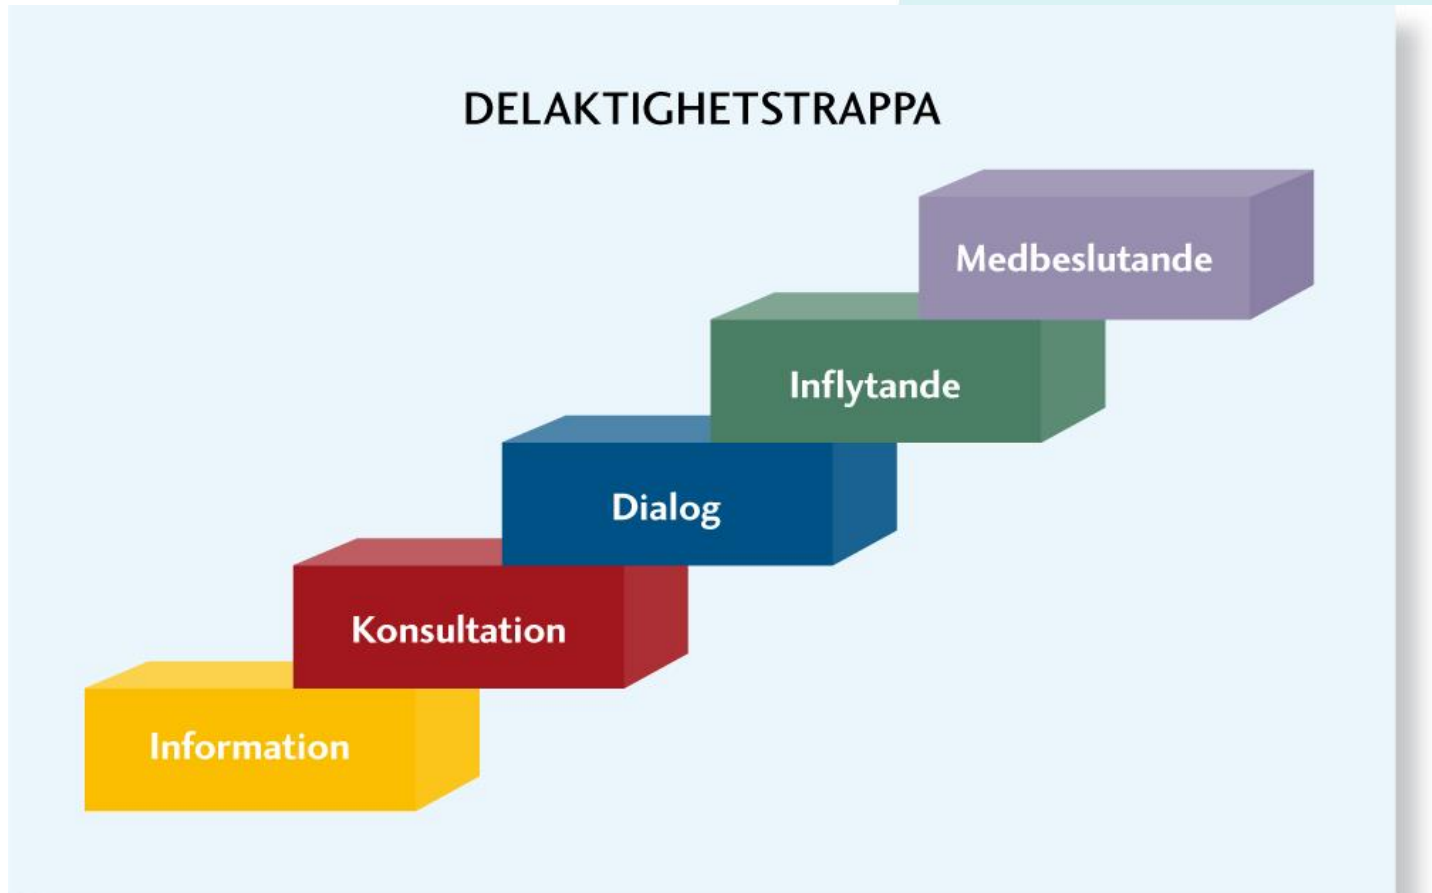 DELAKTIGHETSTRAPPA
Medbeslutande
Inflytande
Dialog
Konsultation
Information